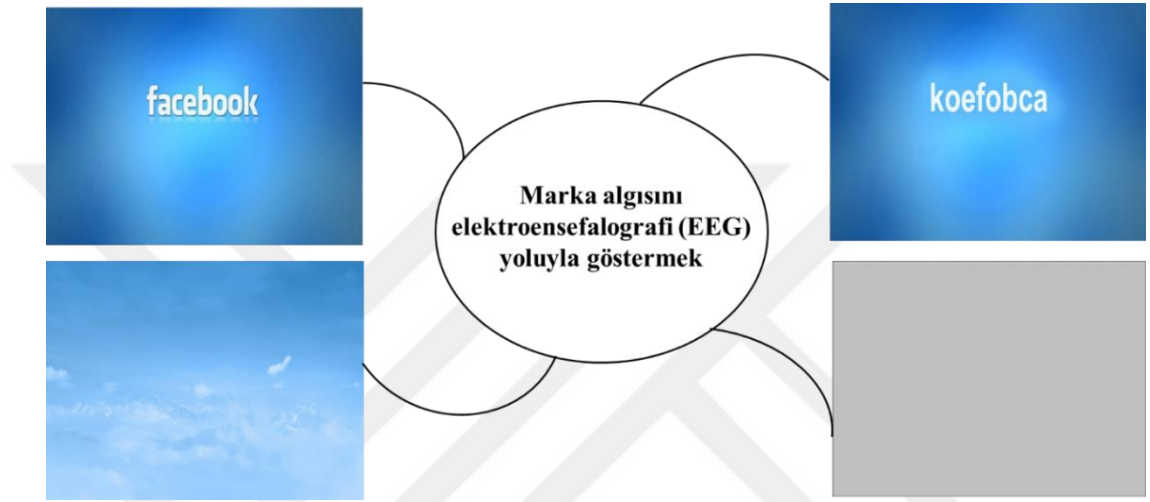 facebook
koefobca
Marka algısını
elektroensefalografi (EEG)
yoluyla göstermek